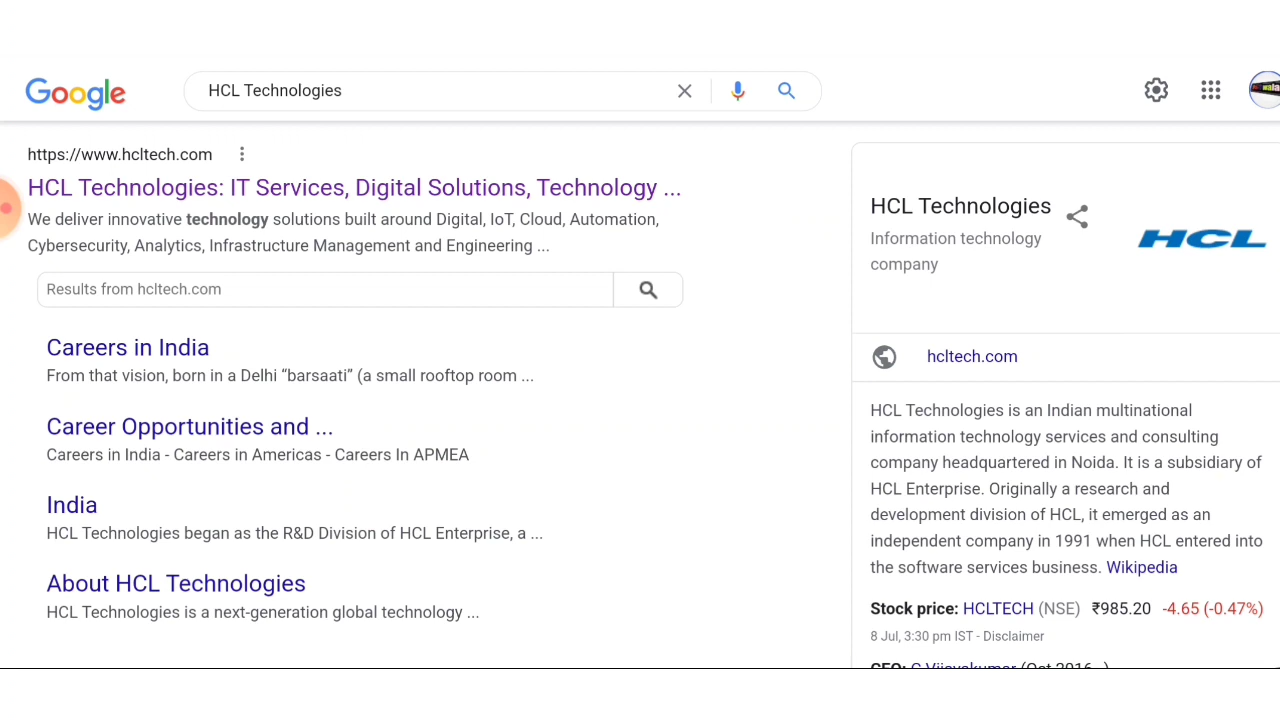 Google
HCL Technologies
https://www.hcltech.com
HCL Technologies: IT Services, Digital Solutions, Technology ...
We deliver innovative technology solutions built around Digital, IoT, Cloud, Automation,
Cybersecurity, Analytics, Infrastructure Management and Engineering ...
Results from hcltech.com
Careers in India
From that vision, born in a Delhi “barsaati” (a small rooftop room ...
Career Opportunities and ...
Careers in India - Careers in Americas - Careers In APMEA
India
HCL Technologies began as the R&D Division of HCL Enterprise, a ...
About HCL Technologies
HCL Technologies is a next-generation global technology ...
HCL Technologies
Information technology
company
HCL
hcltech.com
HCL Technologies is an Indian multinational
information technology services and consulting
company headquartered in Noida. It is a subsidiary of
HCL Enterprise. Originally a research and
development division of HCL, it emerged as an
independent company in 1991 when HCL entered into
the software services business. Wikipedia
Stock price: HCLTECH (NSE) ₹985.20 -4.65 (-0.47%)
8 Jul, 3:30 pm IST - Disclaimer
CEO: C Vijayakumar (Oct 2016–)